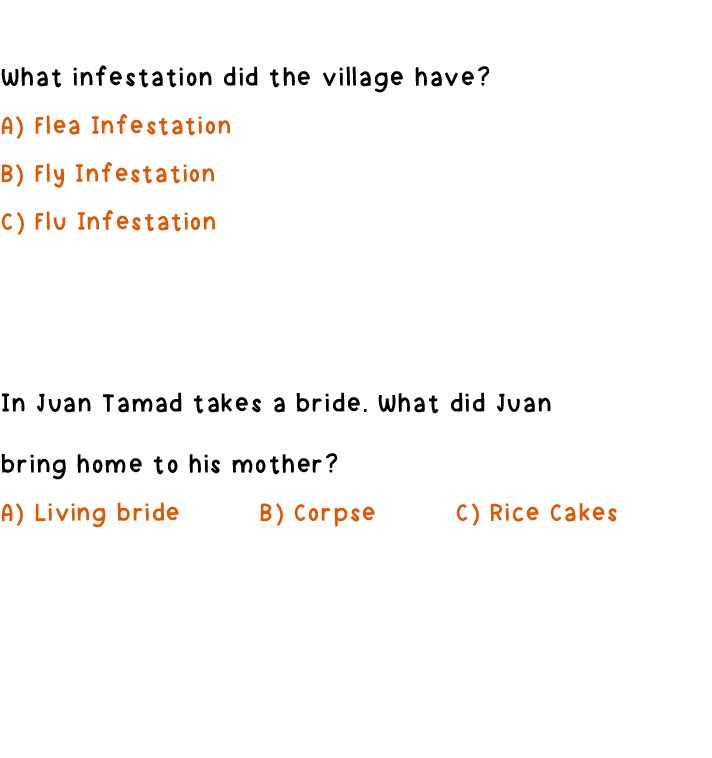 What infestation did the village have?
A) Flea Infestation
B) Fly Infestation
C) Flu Infestation
In Juan Tamad takes a bride. What did Juan
bring home to his mother?
A) Living bride B) Corpse C) Rice Cakes